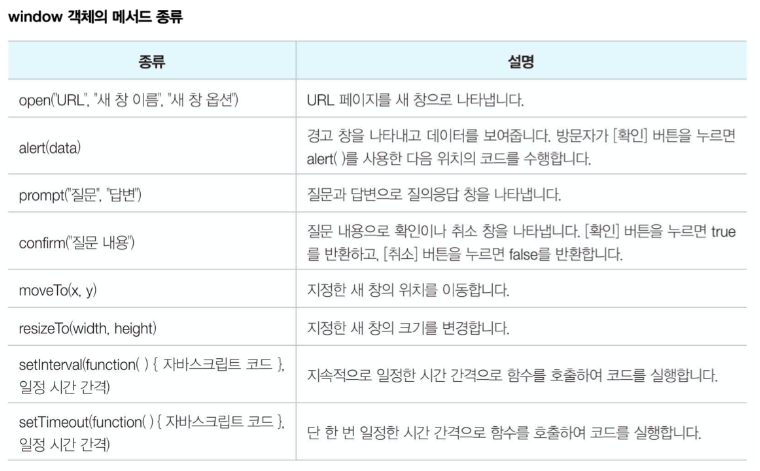 window 객체의 메서드 종류
종류
설명
open("URL", "새 창 이름", "새 창 옵션")
URL 페이지를 새 창으로 나타냅니다.
alert(data)
경고 창을 나타내고 데이터를 보여줍니다. 방문자가 [확인] 버튼을 누르면
alert( )를 사용한 다음 위치의 코드를 수행합니다.
prompt("질문", "답변")
질문과 답변으로 질의응답 창을 나타냅니다.
confirm("질문 내용")
질문 내용으로 확인이나 취소 창을 나타냅니다. [확인] 버튼을 누르면 true
를 반환하고, [취소] 버튼을 누르면 false를 반환합니다.
moveTo(x, y)
지정한 새 창의 위치를 이동합니다.
resizeTo(width, height)
지정한 새 창의 크기를 변경합니다.
setInterval(function( ) { 자바스크립트 코드 },
일정 시간 간격)
지속적으로 일정한 시간 간격으로 함수를 호출하여 코드를 실행합니다.
setTimeout(function( ) { 자바스크립트 코드 },
일정 시간 간격)
단 한 번 일정한 시간 간격으로 함수를 호출하여 코드를 실행합니다.